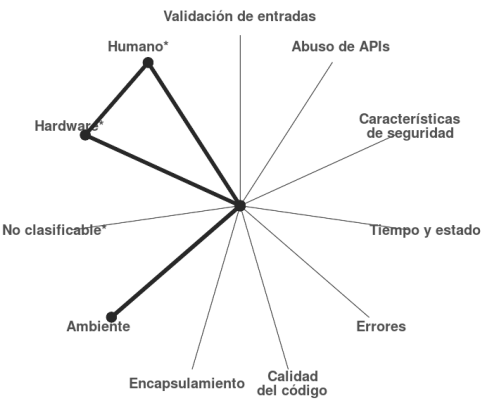 Validación de entradas
Humano*
Abuso de APIs
Hardware*
Características
de seguridad
No clasificable*
Tiempo y estado
Ambiente
Errores
Encapsulamiento
Calidad
del código